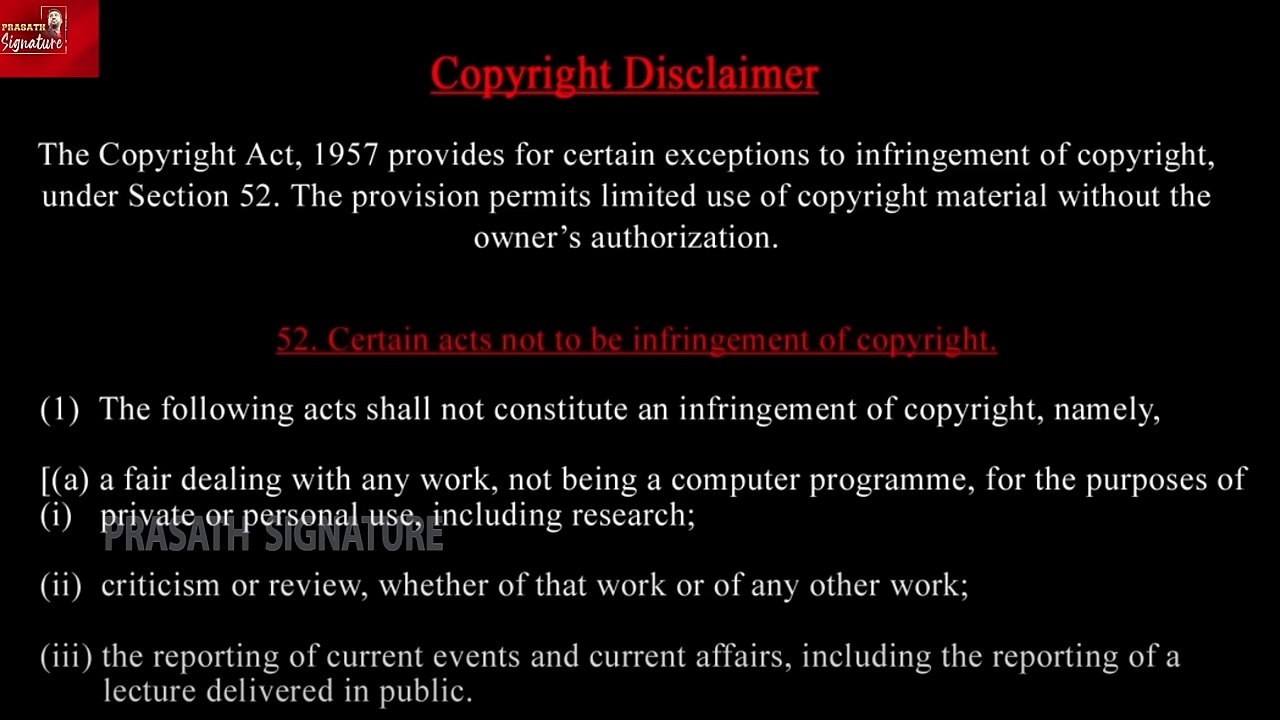 PRASATH
Signature
Copyright Disclaimer
The Copyright Act, 1957 provides for certain exceptions to infringement of copyright,
under Section 52. The provision permits limited use of copyright material without the
owner’s authorization.
52. Certain acts not to be infringement of copyright.
(1) The following acts shall not constitute an infringement of copyright, namely,
[(a) a fair dealing with any work, not being a computer programme, for the purposes of
(i) private or personal use, including research;
PRASATH SIGNATURE
(ii) criticism or review, whether of that work or of any other work;
(iii) the reporting of current events and current affairs, including the reporting of a
lecture delivered in public.